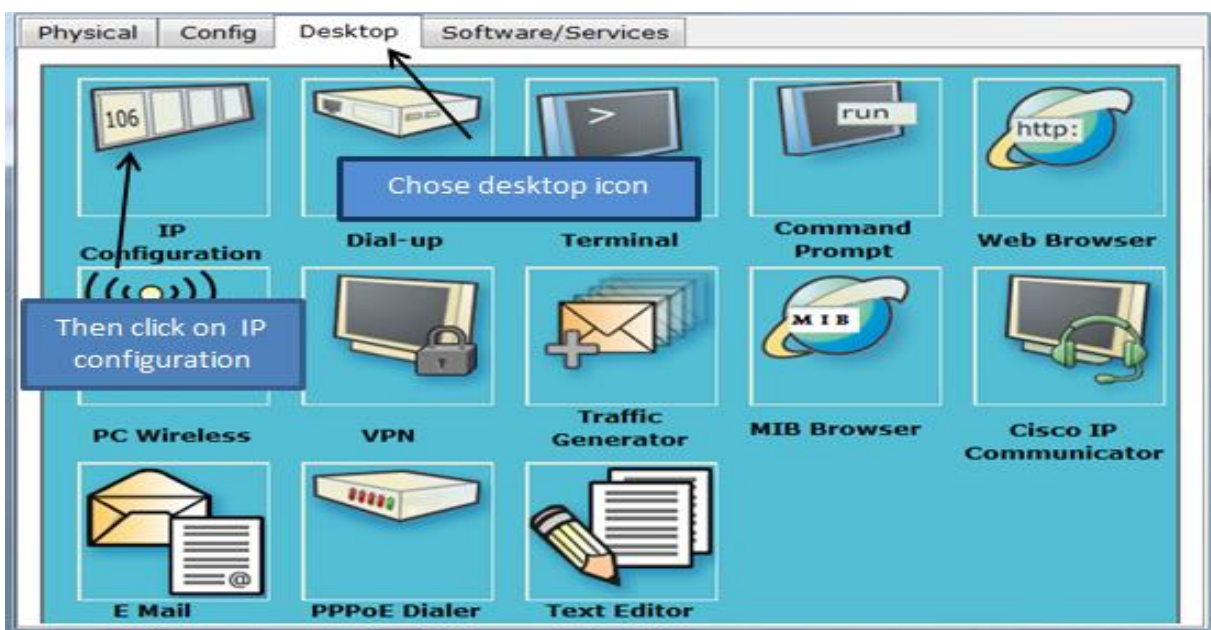 Physical
Config
Desktop
Software/Services
106
>
run
http:
Chose desktop icon
IP
Configuration
Dial-up
Terminal
Command
Prompt
Web Browser
Then click on IP
configuration
MIB
PC Wireless
VPN
Traffic
Generator
MIB Browser
Cisco IP
Communicator
@
E Mail
PPPoE Dialer
Text Editor